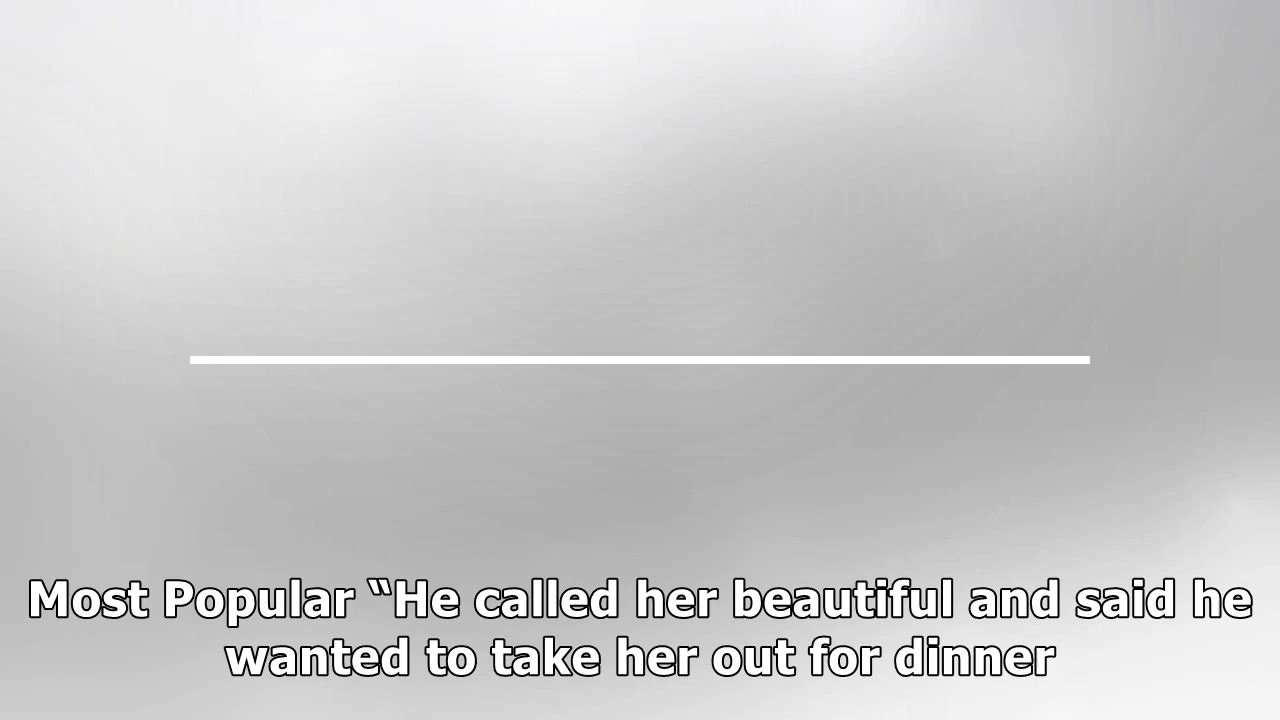 Most Popular “He called her beautiful and said he
wanted to take her out for dinner